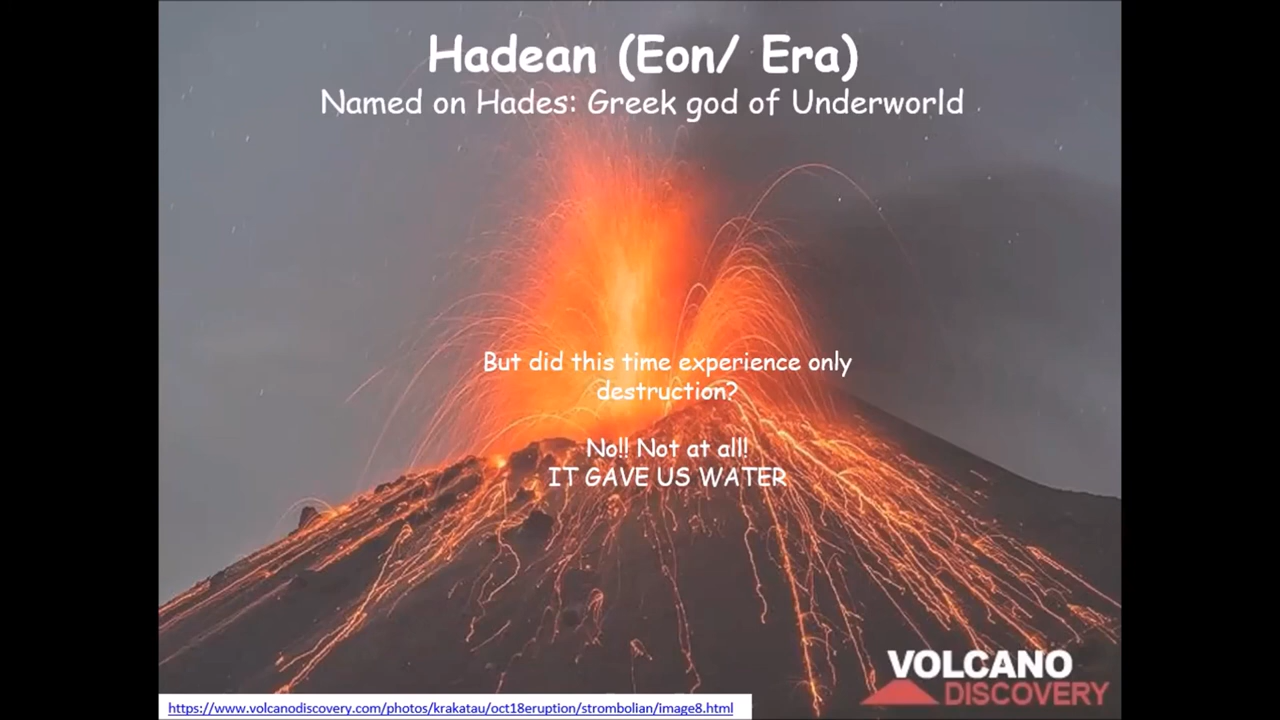 Hadean (Eon/ Era)
Named on Hades: Greek god of Underworld
But did this time experience only
destruction?
No!! Not at all!
IT GAVE US WATER
VOLCANO
DISCOVERY
https://www.volcanodiscovery.com/photos/krakatau/oct18eruption/strombolian/image8.html